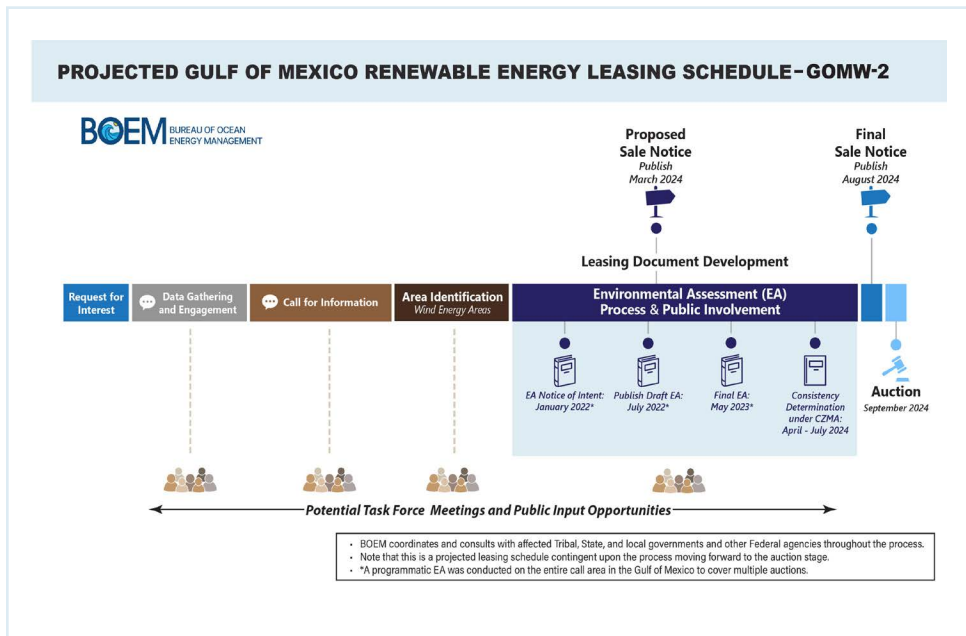 PROJECTED GULF OF MEXICO RENEWABLE ENERGY LEASING SCHEDULE–GOMW-2
BOEM
BUREAU OF OCEAN
ENERGY MANAGEMENT
Proposed
Sale Notice
Publish
March 2024
Final
Sale Notice
Publish
August 2024
Leasing Document Development
Request for
Interest
Data Gathering
and Engagement
Call for Information
Area Identification
Wind Energy Areas
Environmental Assessment (EA)
Process & Public Involvement
EA Notice of Intent:
January 2022*
Publish Draft EA:
July 2022*
Final EA:
May 2023*
Consistency
Determination
under CZMA:
April - July 2024
Auction
September 2024
Potential Task Force Meetings and Public Input Opportunities
• BOEM coordinates and consults with affected Tribal, State, and local governments and other Federal agencies throughout the process.
• Note that this is a projected leasing schedule contingent upon the process moving forward to the auction stage.
• *A programmatic EA was conducted on the entire call area in the Gulf of Mexico to cover multiple auctions.